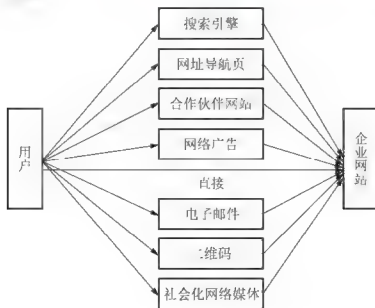 搜索引擎
网址导航页
合作伙伴网站
网络广告
用户
直接
企业网站
电子邮件
二维码
社会化网络媒体